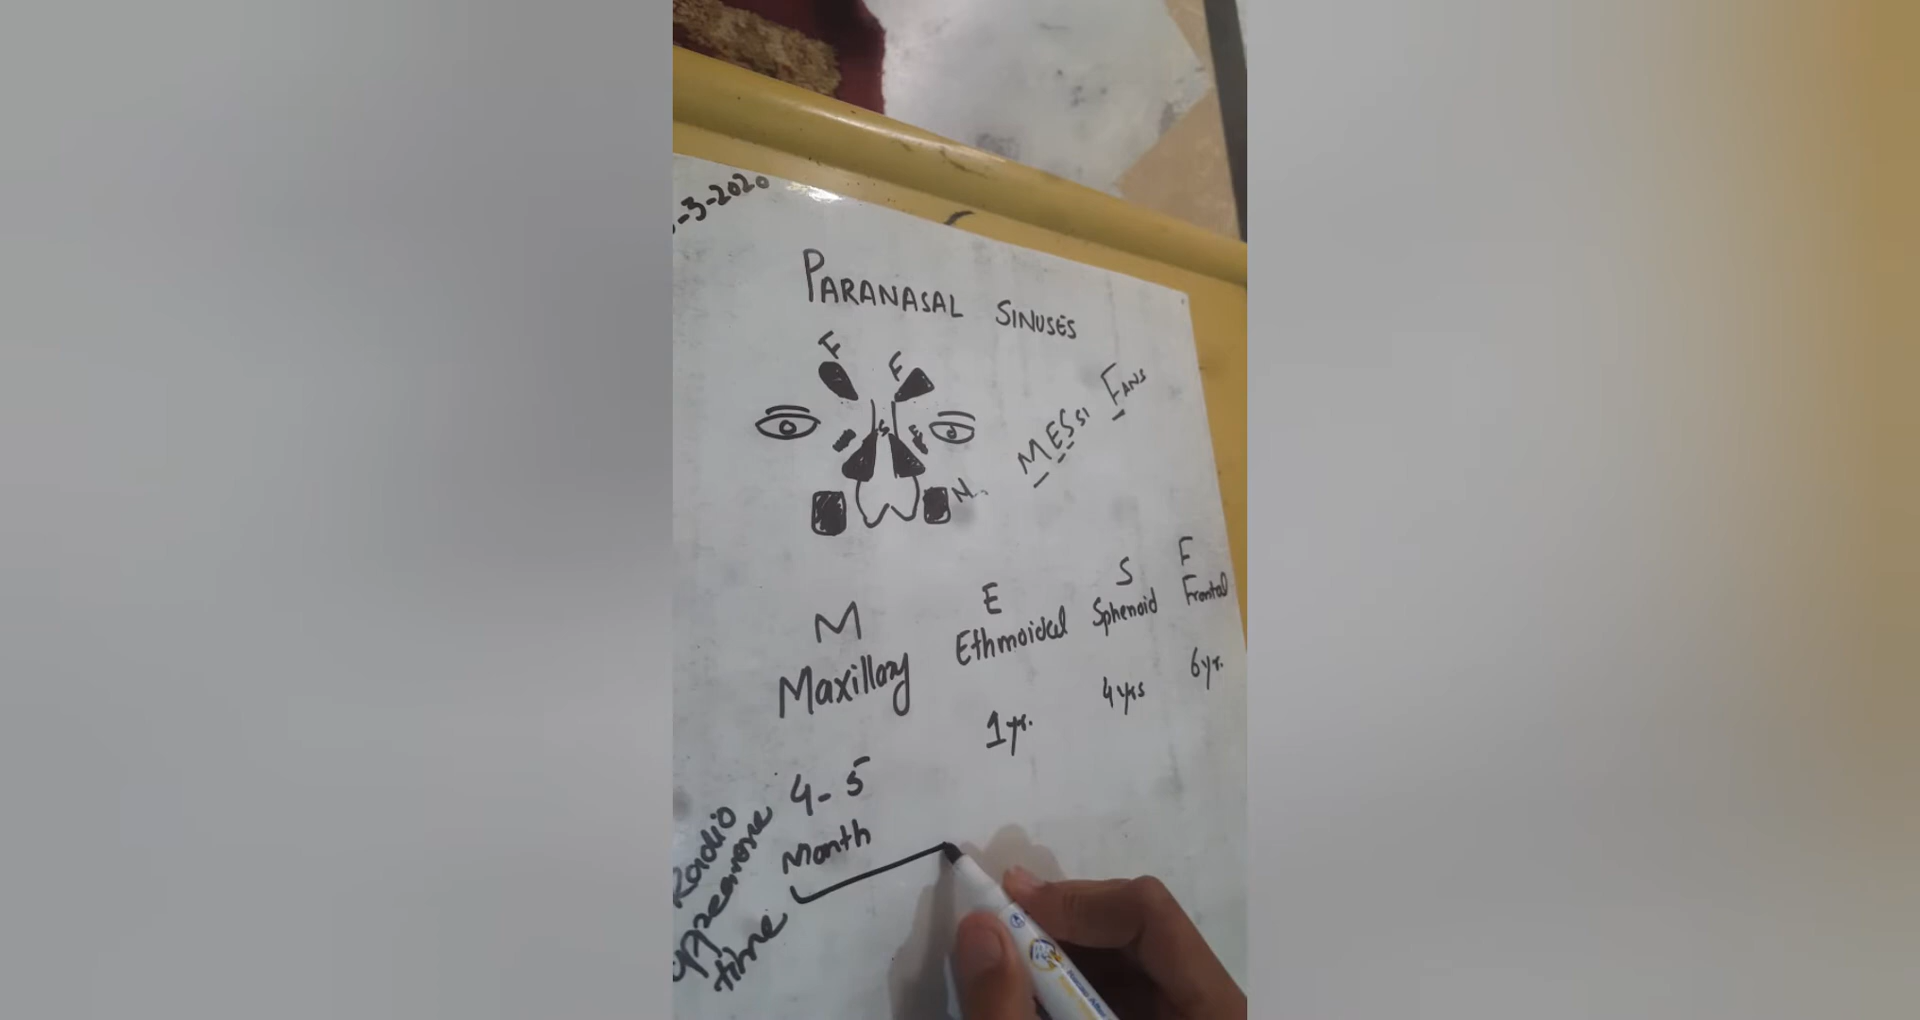 -3-2020
PARANASAL SINUSES
F F
S E
M.
MESSI FANS
M E S F
Maxillary Ethmoidal Sphenoid Frontal
4-5 Month 1yr. 4yrs 6yr.
Radio
appearance
time